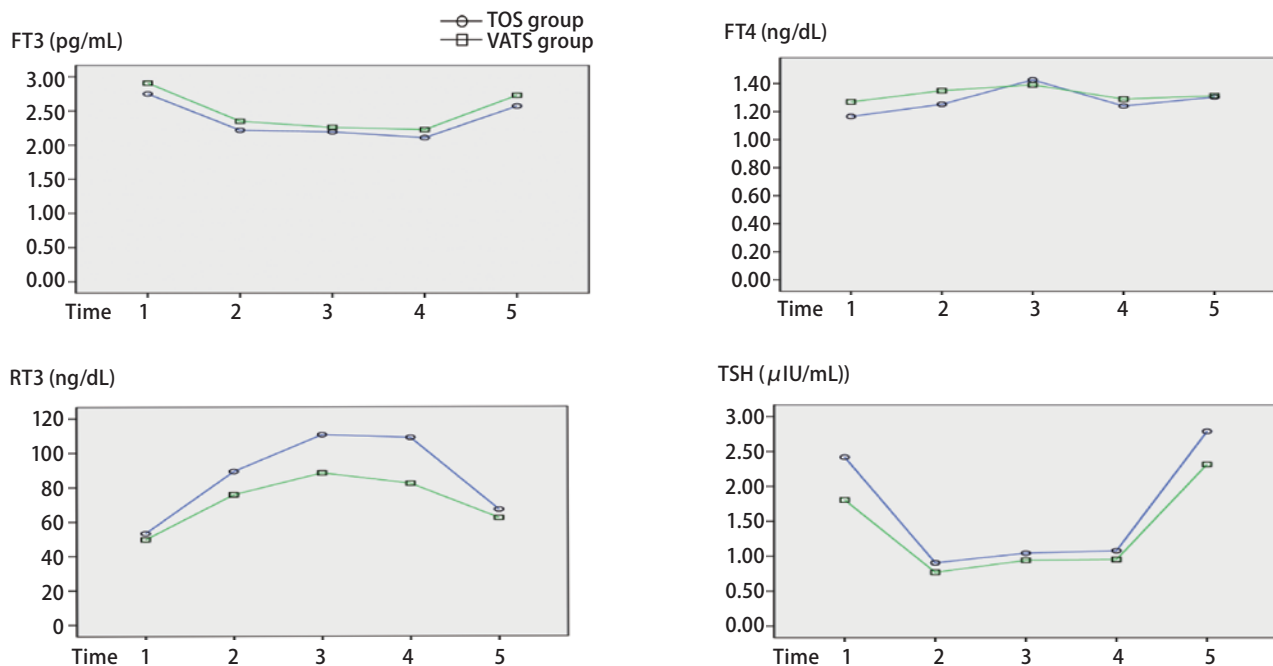 TOS group
VATS group
FT3 (pg/mL)
3.00
2.50
2.00
1.50
1.00
0.50
0.00
Time 1 2 3 4 5
FT4 (ng/dL)
1.40
1.20
1.00
0.80
0.60
0.40
0.20
0.00
Time 1 2 3 4 5
RT3 (ng/dL)
120
100
80
60
40
20
0
Time 1 2 3 4 5
TSH (μIU/mL))
3.00
2.50
2.00
1.50
1.00
0.50
0.00
Time 1 2 3 4 5